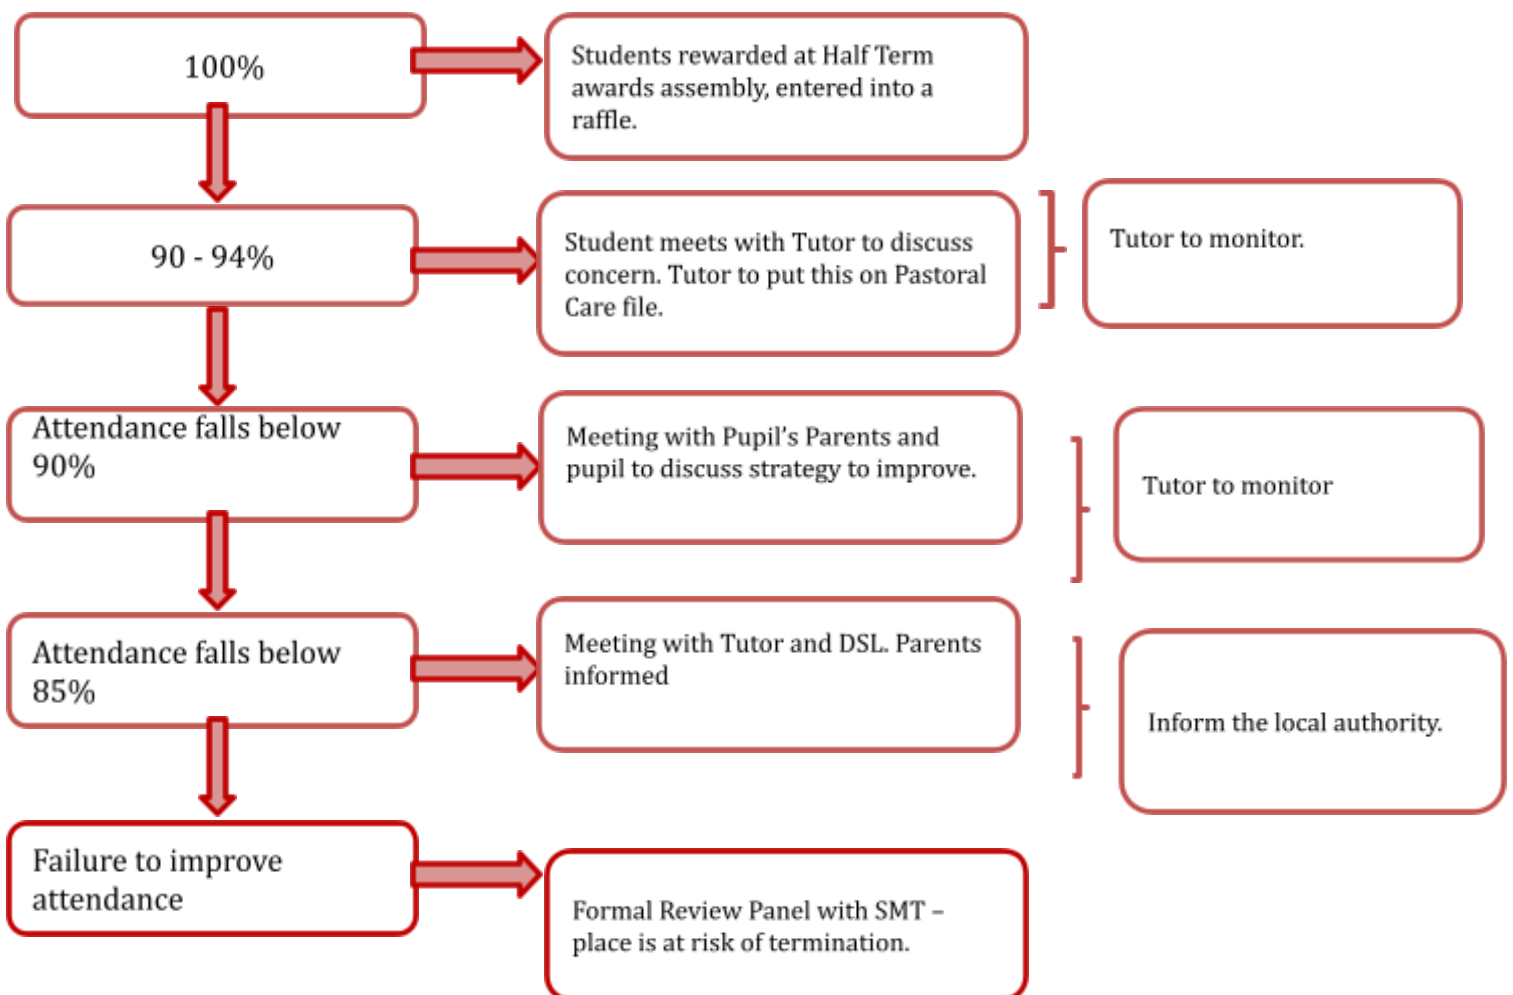 100%
Students rewarded at Half Term
awards assembly, entered into a
raffle.
90 - 94%
Student meets with Tutor to discuss
concern. Tutor to put this on Pastoral
Care file.
Tutor to monitor.
Attendance falls below
90%
Meeting with Pupil’s Parents and
pupil to discuss strategy to improve.
Tutor to monitor
Attendance falls below
85%
Meeting with Tutor and DSL. Parents
informed
Inform the local authority.
Failure to improve
attendance
Formal Review Panel with SMT –
place is at risk of termination.